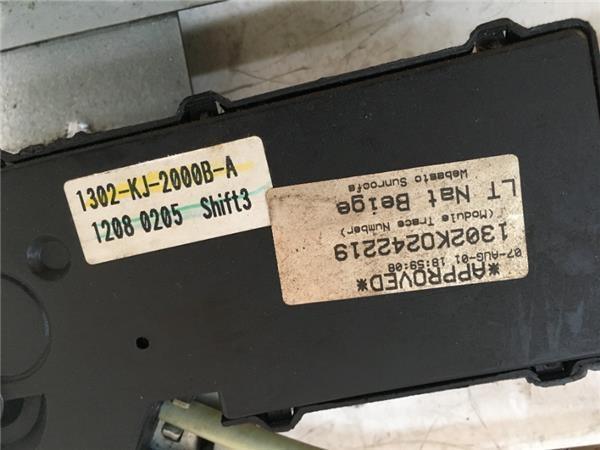 1302-KJ-2000B-A
1208 0205 Shift3
*APPROVED*
07-AUG-01 18:59:08
1302K0242219
(Module Trace Number)
LT Nat Beige
Webasto Sunroofs